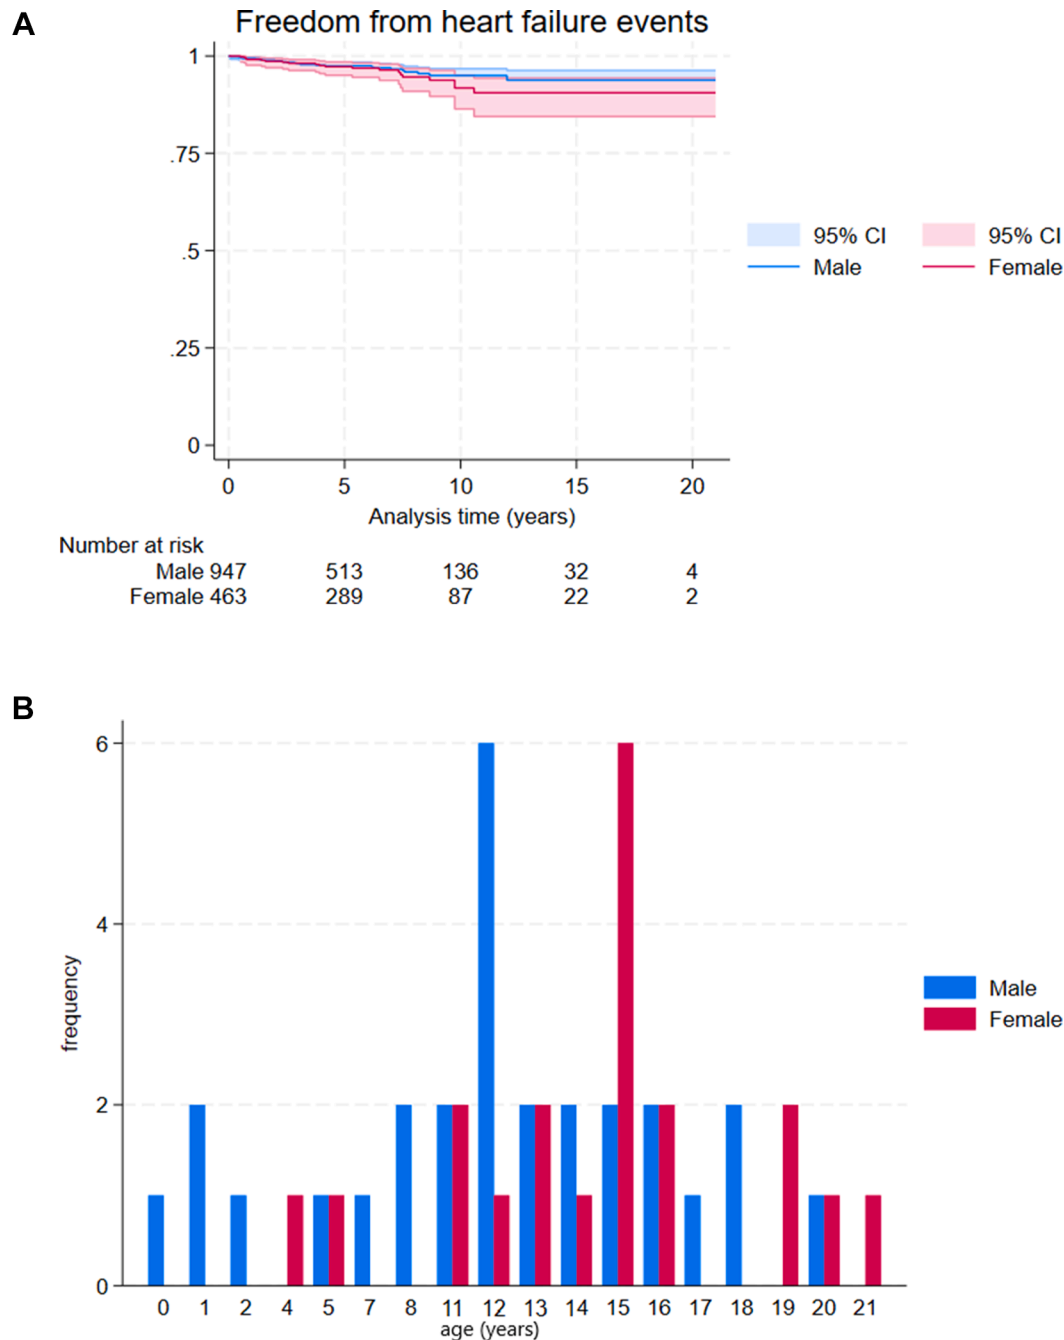 A
Freedom from heart failure events
1
.75
.5
.25
0
0 5 10 15 20
Analysis time (years)
95% CI 95% CI
Male Female
Number at risk
Male 947 513 136 32 4
Female 463 289 87 22 2
B
6
4
2
0
frequency
0 1 2 4 5 7 8 11 12 13 14 15 16 17 18 19 20 21
age (years)
Male
Female